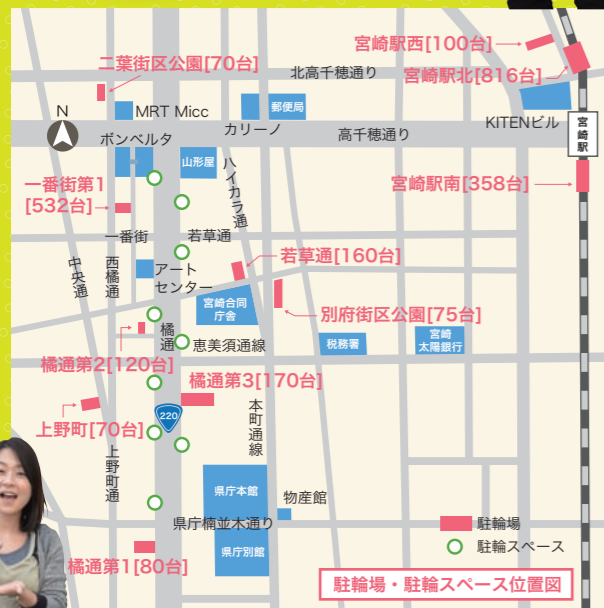 宮崎駅西[100台]
二葉街区公園[70台]
北高千穂通り
宮崎駅北[816台]
N
MRT Micc
郵便局
カリーノ
KITENビル
宮崎駅
ボンベルタ
高千穂通り
山形屋
ハイカラ通
一番街第1
[532台]
宮崎駅南[358台]
一番街
若草通
中央通
西橘通
アート
センター
若草通[160台]
宮崎合同
庁舎
別府街区公園[75台]
橘通
恵美須通線
税務署
宮崎
太陽銀行
橘通第2[120台]
橘通第3[170台]
220
本町通線
上野町[70台]
上野町通
県庁本館
物産館
県庁楠並木通り
県庁別館
橘通第1[80台]
駐輪場
駐輪スペース
駐輪場・駐輪スペース位置図